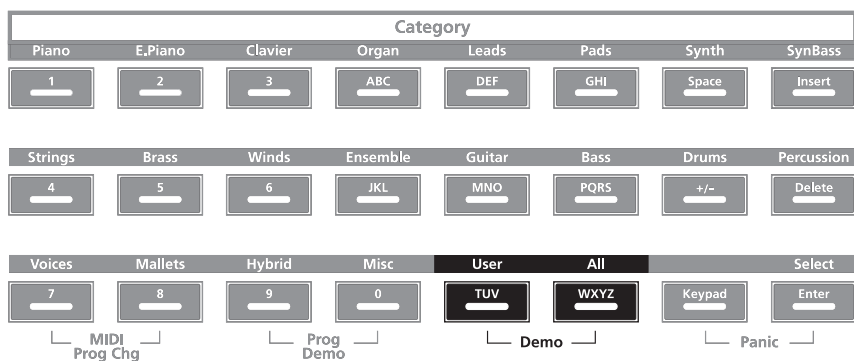 Category
Piano E.Piano Clavier Organ Leads Pads Synth SynBass
1 2 3 ABC DEF GHI Space Insert
Strings Brass Winds Ensemble Guitar Bass Drums Percussion
4 5 6 JKL MNO PQRS +/- Delete
Voices Mallets Hybrid Misc User All Select
7 8 9 0 TUV WXYZ Keypad Enter
MIDI Prog Demo Panic
Prog Chg Demo